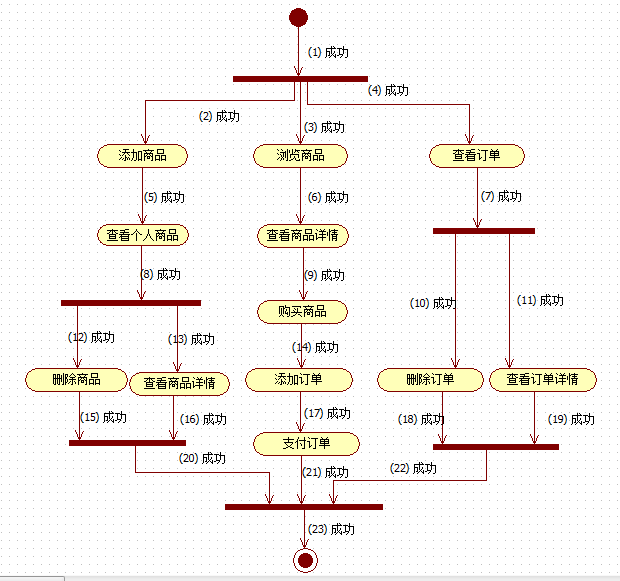 (1) 成功
(4) 成功
(2) 成功
(3) 成功
添加商品
浏览商品
查看订单
(5) 成功
(6) 成功
(7) 成功
查看个人商品
查看商品详情
(8) 成功
(9) 成功
(10) 成功
(11) 成功
购买商品
(12) 成功
(13) 成功
(14) 成功
删除商品
查看商品详情
添加订单
删除订单
查看订单详情
(15) 成功
(16) 成功
(17) 成功
(18) 成功
(19) 成功
支付订单
(20) 成功
(21) 成功
(22) 成功
(23) 成功